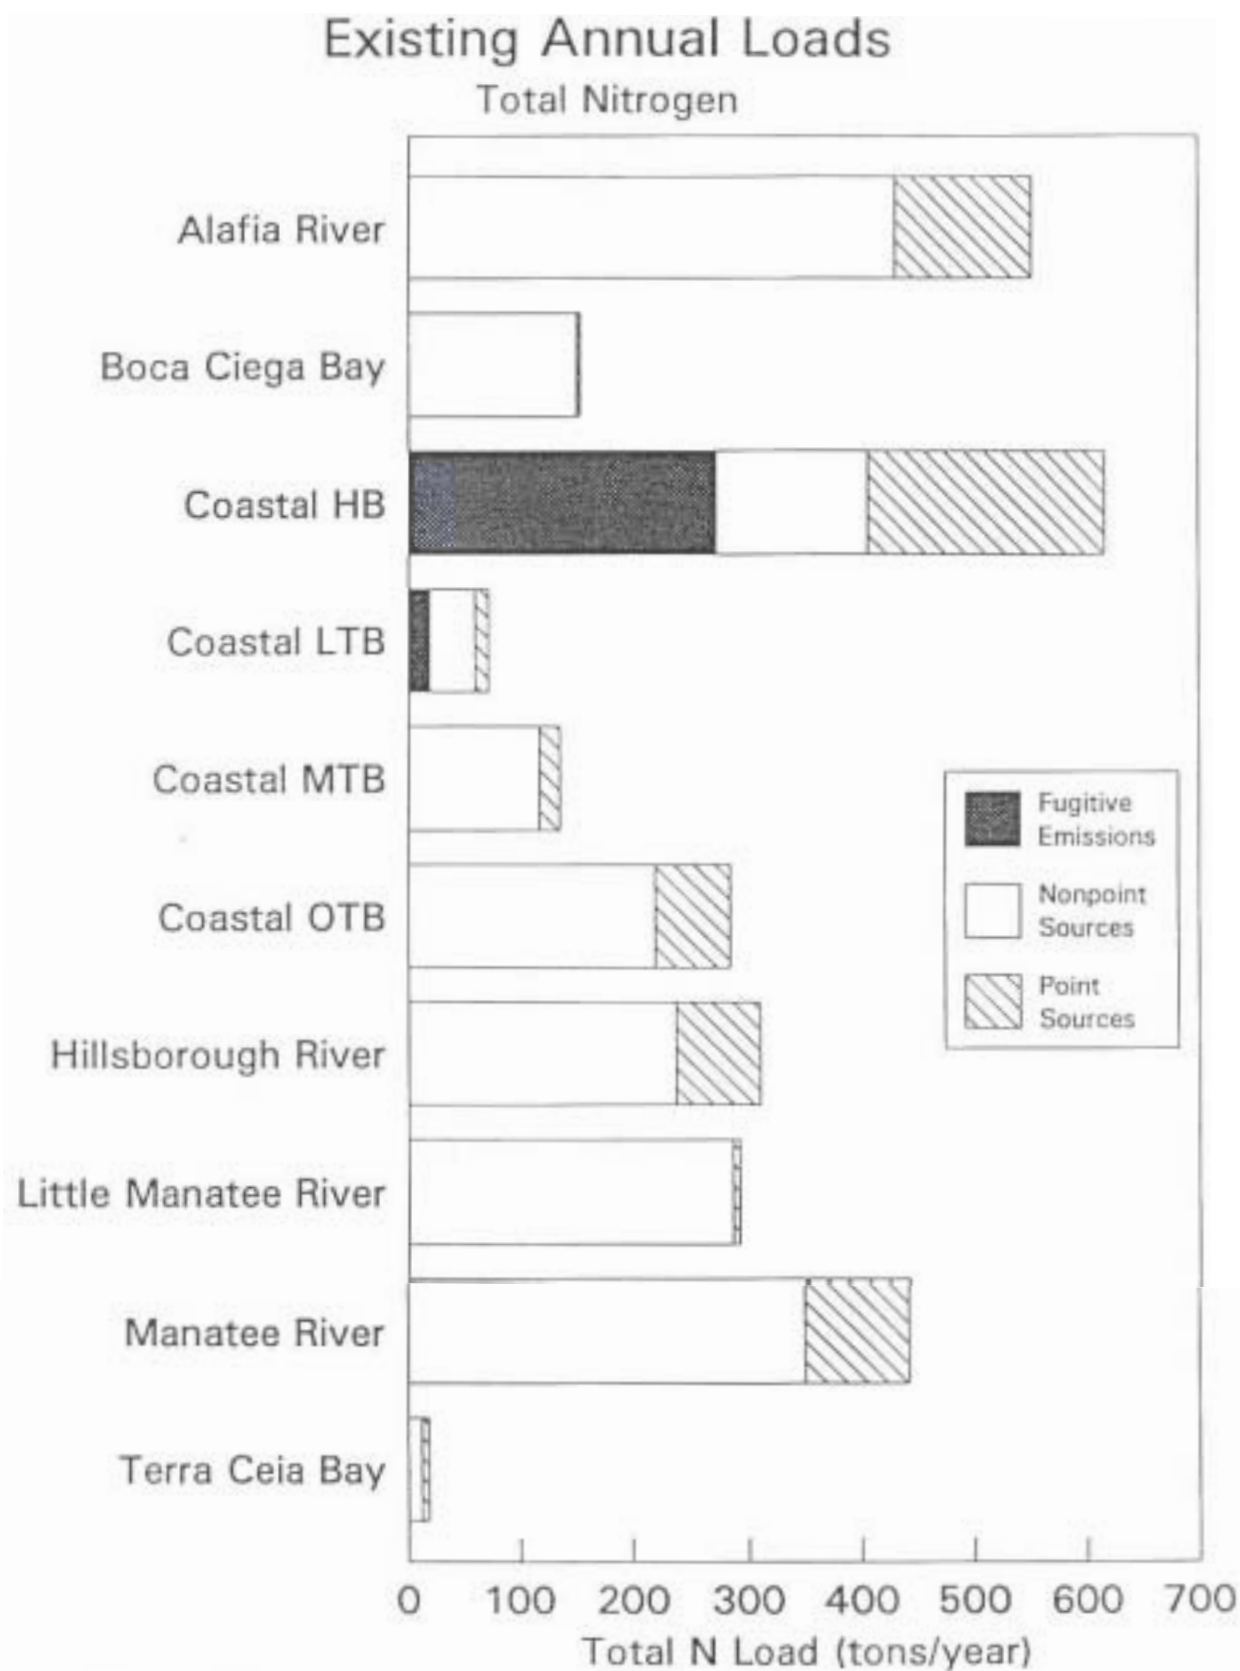 Existing Annual Loads
Total Nitrogen
Alafia River
Boca Ciega Bay
Coastal HB
Coastal LTB
Coastal MTB
Coastal OTB
Hillsborough River
Little Manatee River
Manatee River
Terra Ceia Bay
Fugitive
Emissions
Nonpoint
Sources
Point
Sources
0 100 200 300 400 500 600 700
Total N Load (tons/year)